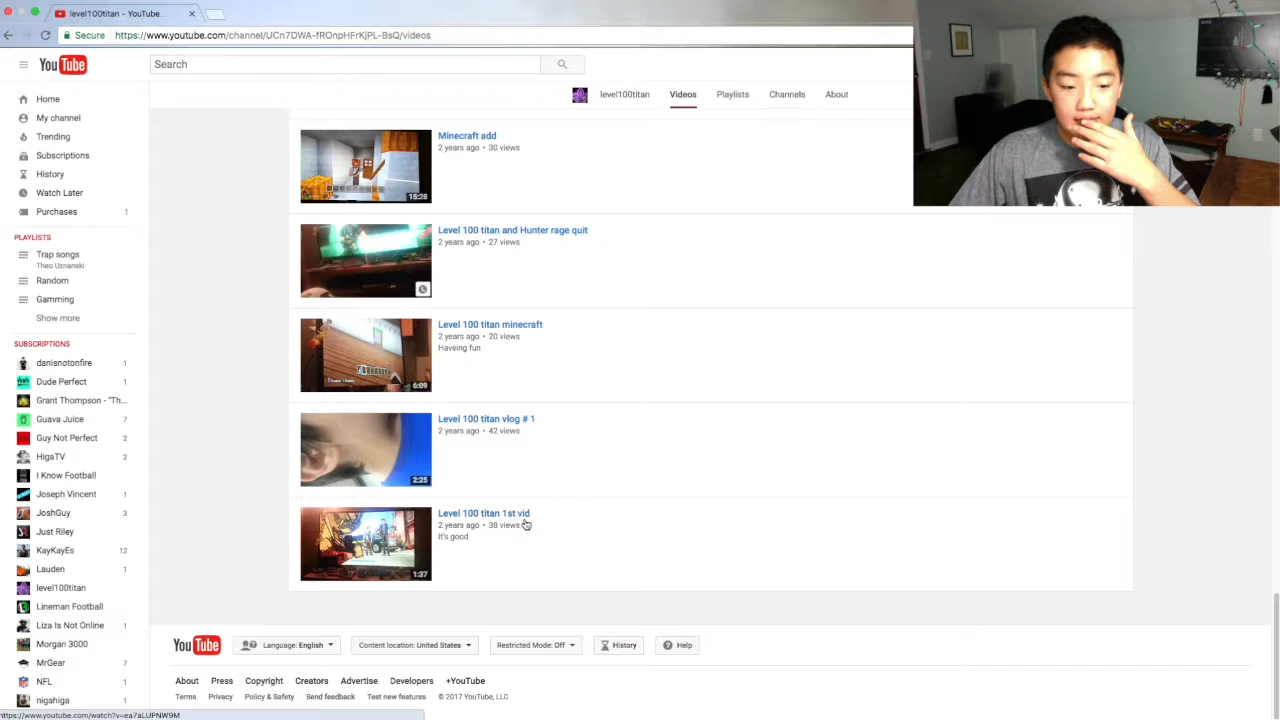 level100titan - YouTube
Secure
https://www.youtube.com/channel/UCn7DWA-fROnpHFrKjPL-BsQ/videos
YouTube
Search
level100titan
Videos
Playlists
Channels
About
Home
My channel
Trending
Subscriptions
History
Watch Later
Purchases 1
PLAYLISTS
Trap songs
Theo Uznanski
Random
Gamming
Show more
SUBSCRIPTIONS
danisnotonfire 1
Dude Perfect 1
Grant Thompson - "Th...
Guava Juice 7
Guy Not Perfect 2
HigaTV 2
I Know Football
Joseph Vincent 1
JoshGuy 3
Just Riley
KayKayEs 12
Lauden 1
level100titan
Lineman Football
Liza Is Not Online 1
Morgan 3000
MrGear 7
NFL 1
nigahiga 1
Minecraft add
2 years ago • 30 views
15:28
Level 100 titan and Hunter rage quit
2 years ago • 27 views
Level 100 titan minecraft
2 years ago • 20 views
Haveing fun
6:09
Level 100 titan vlog # 1
2 years ago • 42 views
2:25
Level 100 titan 1st vid
2 years ago • 38 views
It's good
1:37
YouTube
Language: English
Content location: United States
Restricted Mode: Off
History
Help
About Press Copyright Creators Advertise Developers +YouTube
Terms Privacy Policy & Safety Send feedback Test new features © 2017 YouTube, LLC
https://www.youtube.com/watch?v=ea7aLUPNW9M